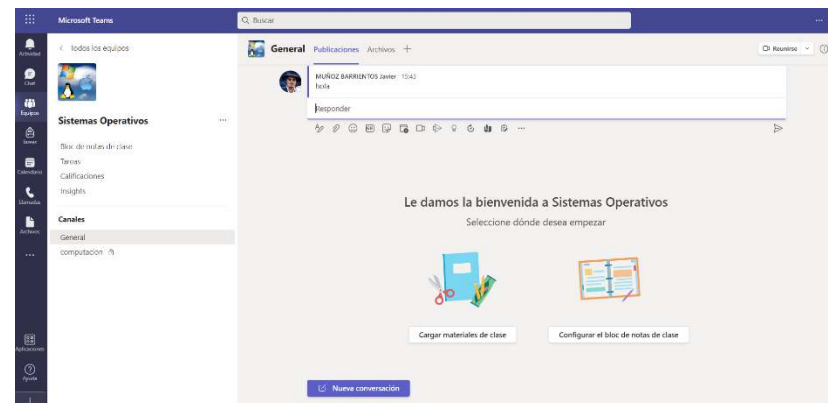 Microsoft Teams
Buscar
Actividad
Chat
Equipos
Tareas
Calendario
Llamadas
Archivos
Aplicaciones
Ayuda
Todos los equipos
Sistemas Operativos
Bloc de notas de clase
Tareas
Calificaciones
Insights
Canales
General
computacion
General Publicaciones Archivos
Reunirse
MUÑOZ BARRIENTOS Javier 15:43
hola
Responder
Le damos la bienvenida a Sistemas Operativos
Seleccione dónde desea empezar
Cargar materiales de clase
Configurar el bloc de notas de clase
Nueva conversación